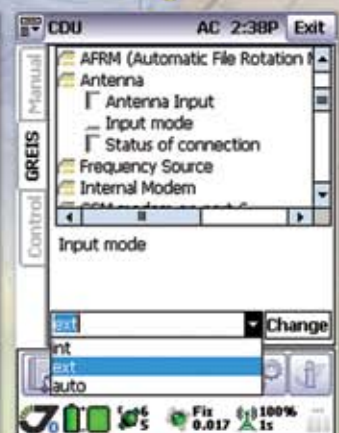 CDU AC 2:38P Exit
Manual
GREIS
Control
AFRM (Automatic File Rotation
Antenna
Antenna Input
Input mode
Status of connection
Frequency Source
Internal Modem
Input mode
ext Change
int
ext
auto
6
5
Fix
0.017
100%
1s